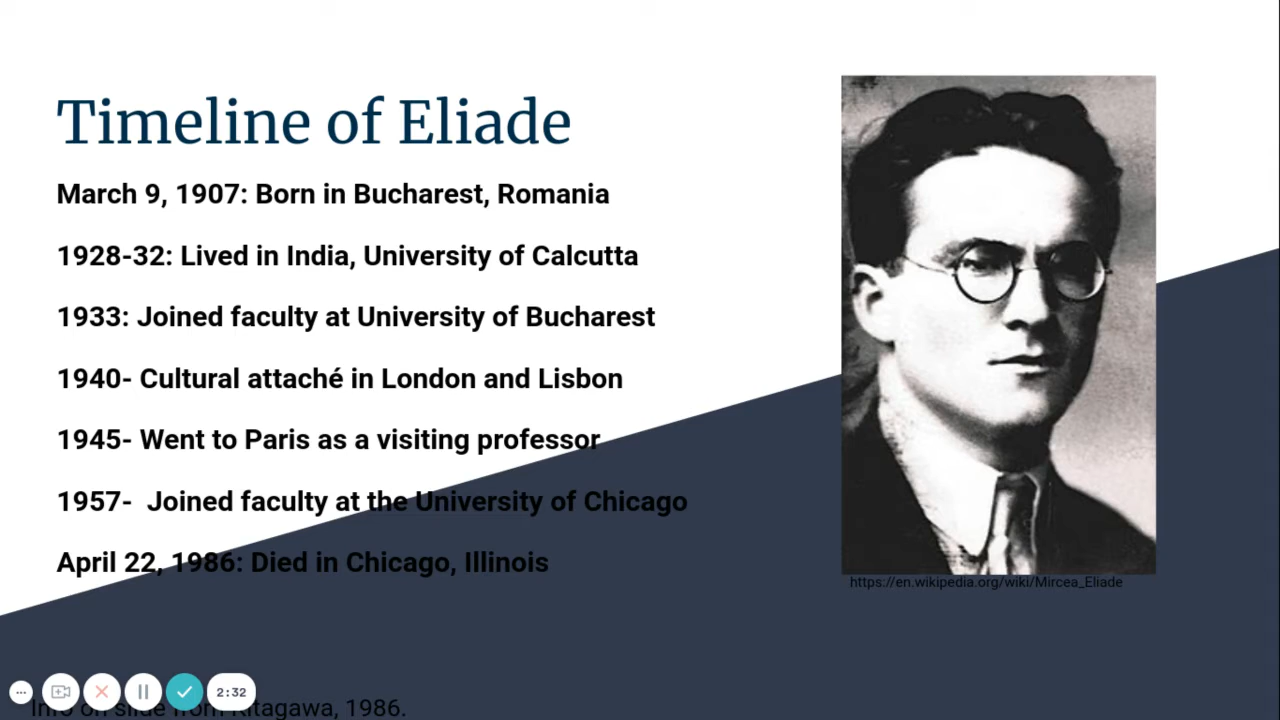 Timeline of Eliade
March 9, 1907: Born in Bucharest, Romania
1928-32: Lived in India, University of Calcutta
1933: Joined faculty at University of Bucharest
1940- Cultural attaché in London and Lisbon
1945- Went to Paris as a visiting professor
1957- Joined faculty at the University of Chicago
April 22, 1986: Died in Chicago, Illinois
https://en.wikipedia.org/wiki/Mircea_Eliade
2:32
Info on slide from Kitagawa, 1986.